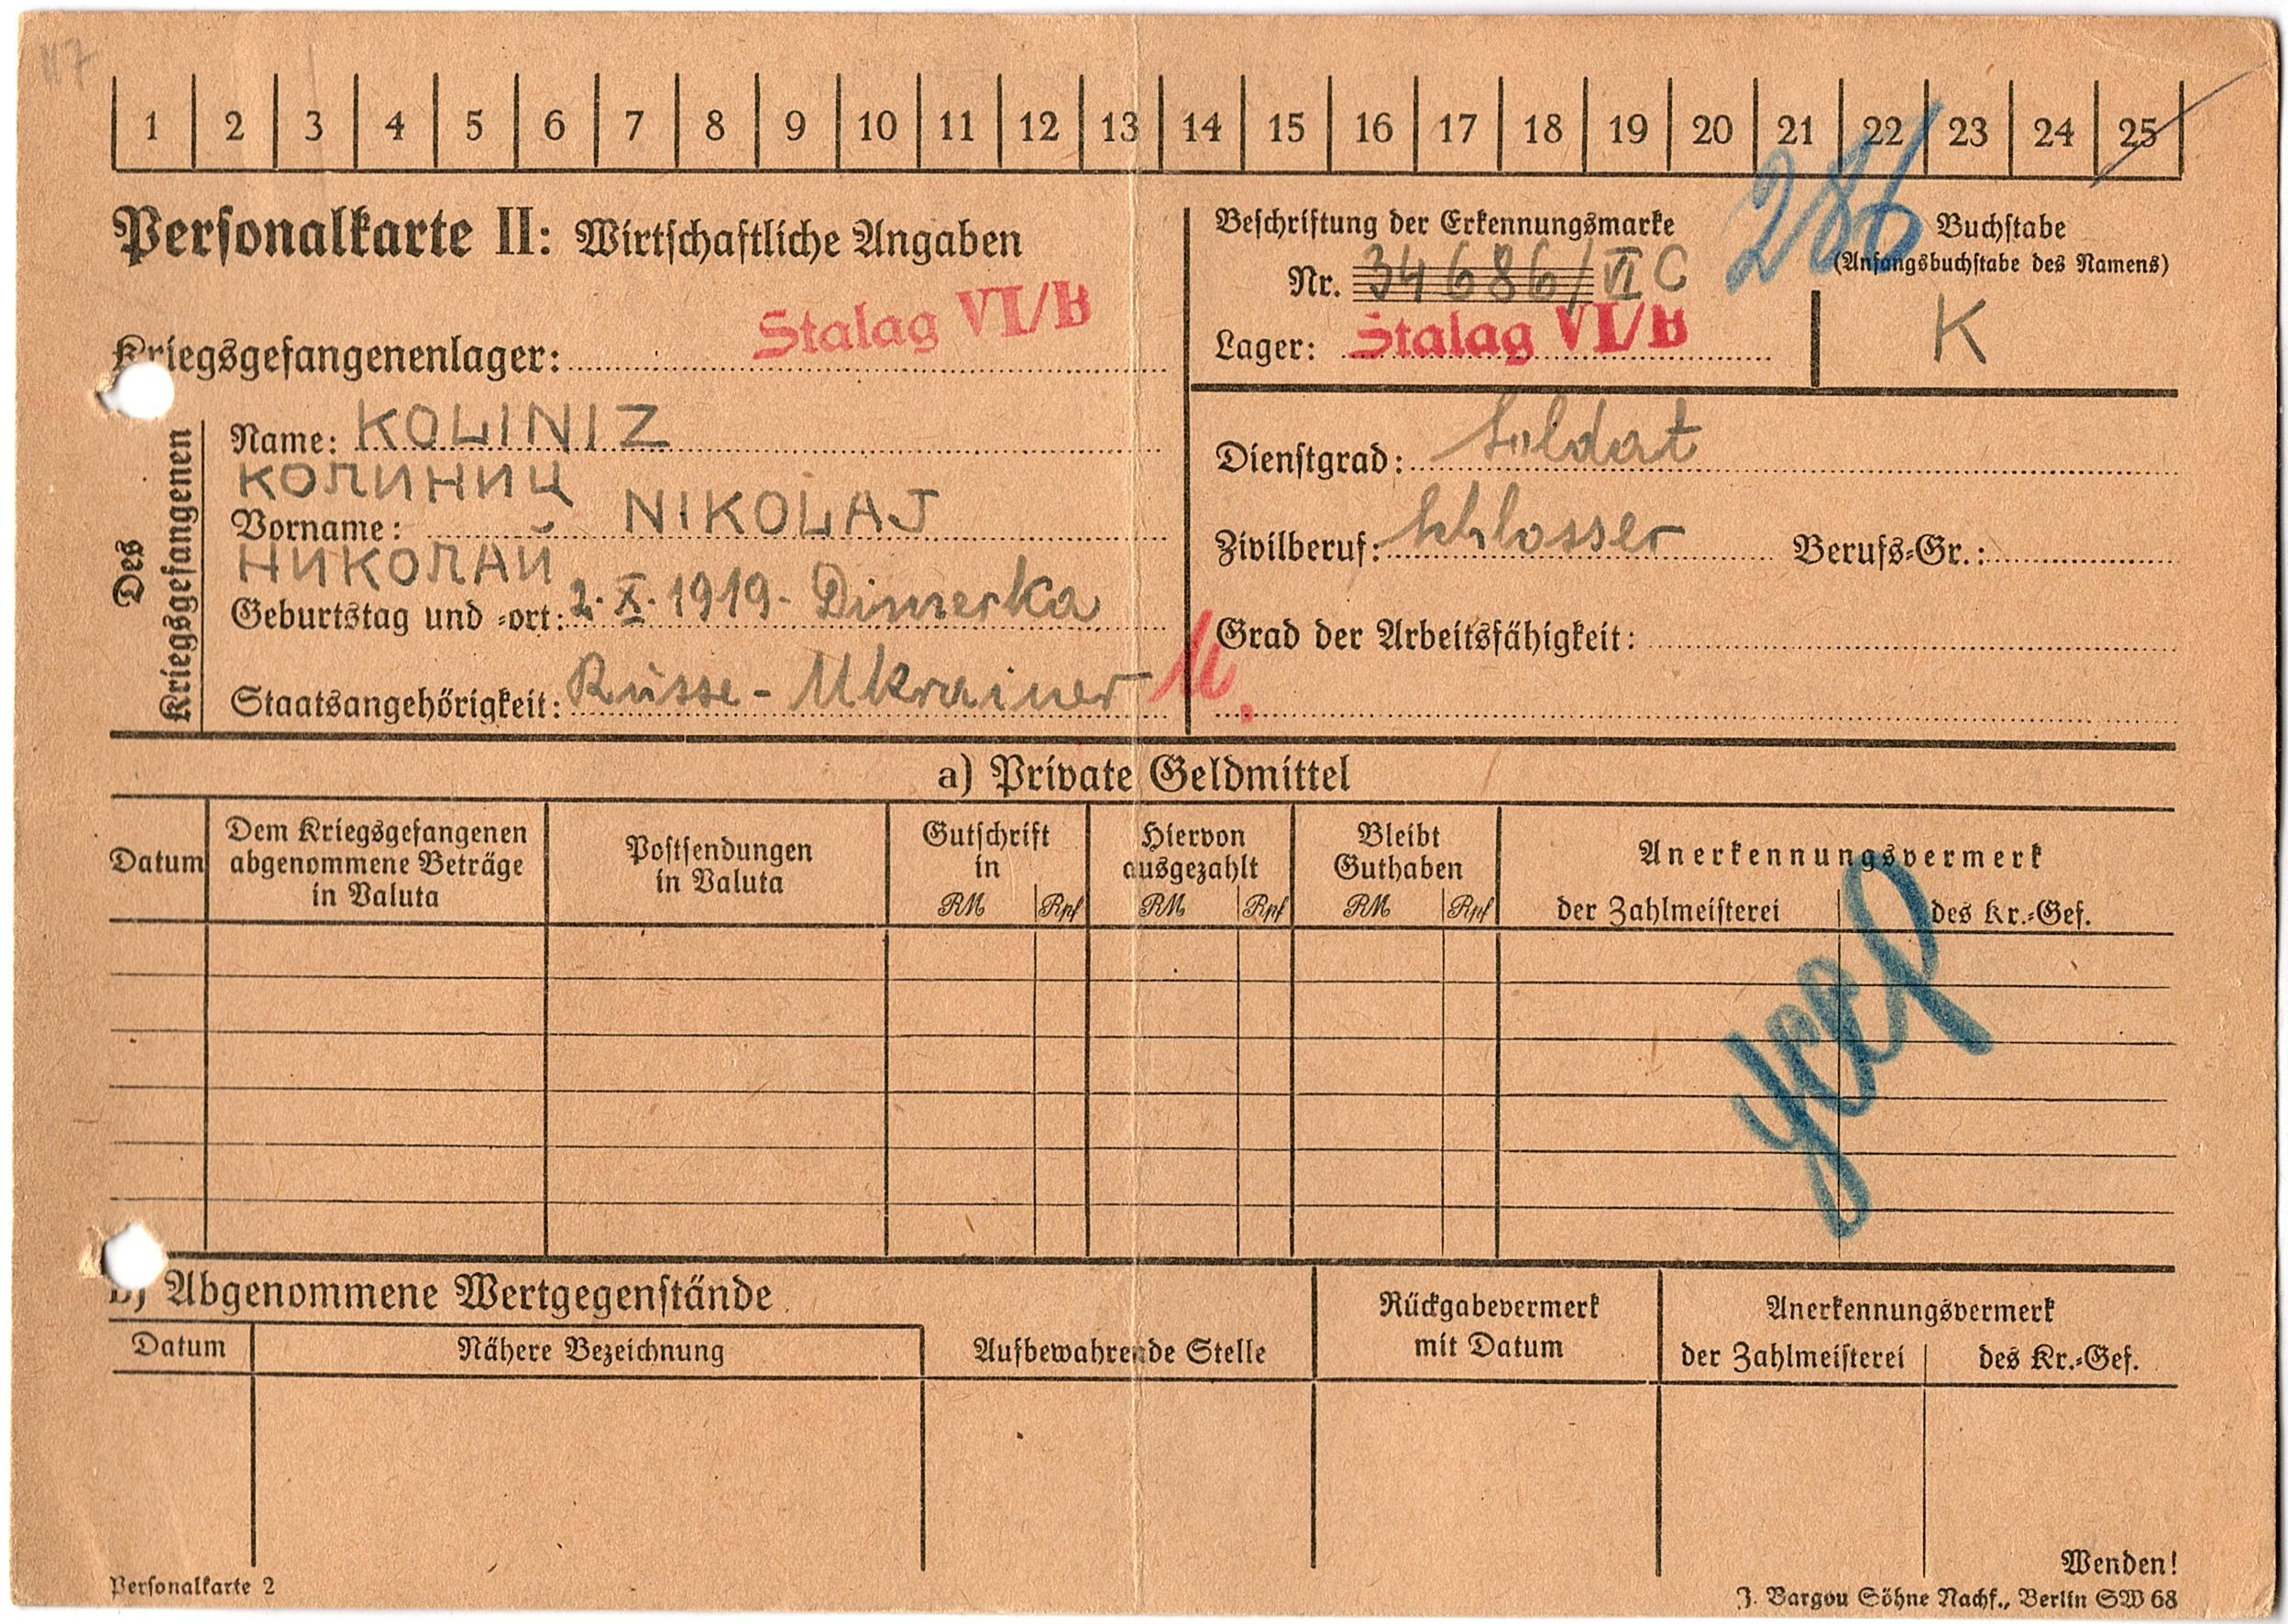 117
1 2 3 4 5 6 7 8 9 10 11 12 13 14 15 16 17 18 19 20 21 22 23 24 25
286
Personalkarte II: Wirtschaftliche Angaben
Kriegsgefangenenlager: Stalag VI/B
Beschriftung der Erkennungsmarke
Nr. 34686/VI C
Lager: Stalag VI/B
Buchstabe
(Anfangsbuchstabe des Namens)
K
Des Kriegsgefangenen
Name: KOLINIZ
КОЛИНИЦ
Vorname: NIKOLAJ
НИКОЛАЙ
Geburtstag und -ort: 2. X. 1919 - Dimerka
Staatsangehörigkeit: Russe - Ukrainer
U.
Dienstgrad: Soldat
Zivilberuf: Schlosser Berufs-Gr.:
Grad der Arbeitsfähigkeit:
a) Private Geldmittel
Datum
Dem Kriegsgefangenen
abgenommene Beträge
in Valuta
Postsendungen
in Valuta
Gutschrift
in
RM Rpf
Hiervon
ausgezahlt
RM Rpf
Bleibt
Guthaben
RM Rpf
Anerkennungsvermerk
der Zahlmeisterei des Kr.-Gef.
b) Abgenommene Wertgegenstände
Datum Nähere Bezeichnung
Aufbewahrende Stelle
Rückgabevermerk
mit Datum
Anerkennungsvermerk
der Zahlmeisterei des Kr.-Gef.
Wenden!
Personalkarte 2
J. Bargou Söhne Nachf., Berlin SW 68